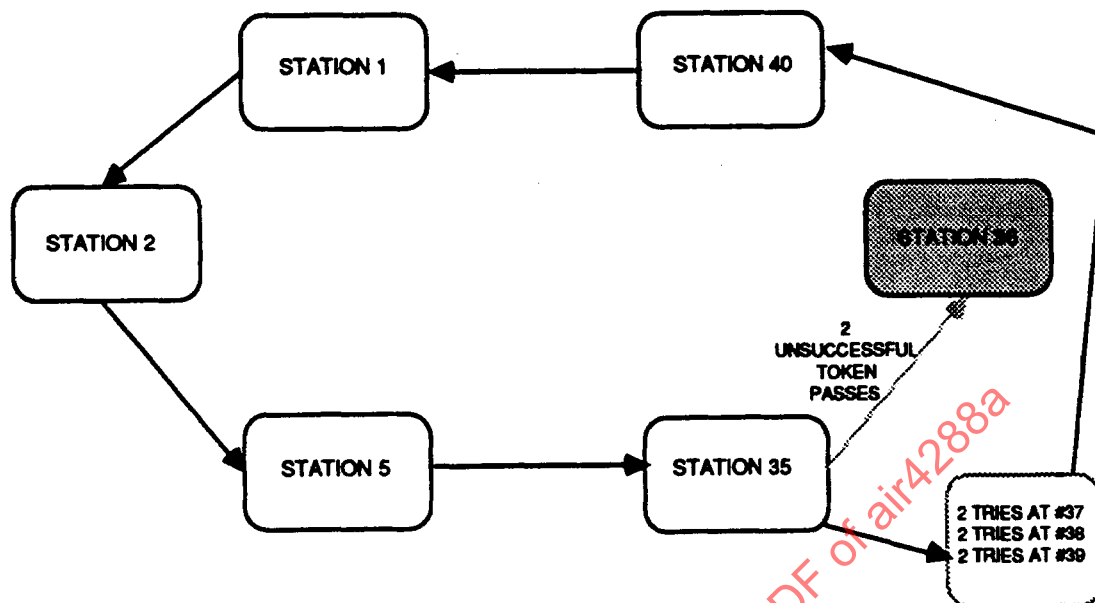 STATION 1
STATION 40
STATION 2
STATION 36
2
UNSUCCESSFUL
TOKEN
PASSES
STATION 5
STATION 35
2 TRIES AT #37
2 TRIES AT #38
2 TRIES AT #39
DF of air4288a